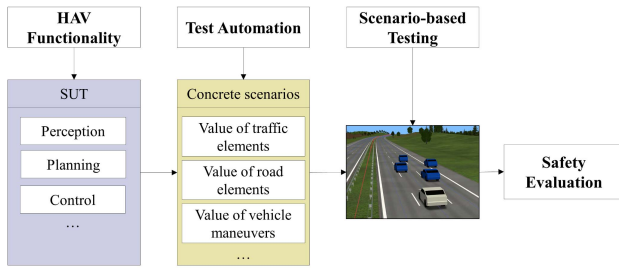 HAV
Functionality
Test Automation
Scenario-based
Testing
SUT
Perception
Planning
Control
…
Concrete scenarios
Value of traffic
elements
Value of road
elements
Value of vehicle
maneuvers
…
Safety
Evaluation